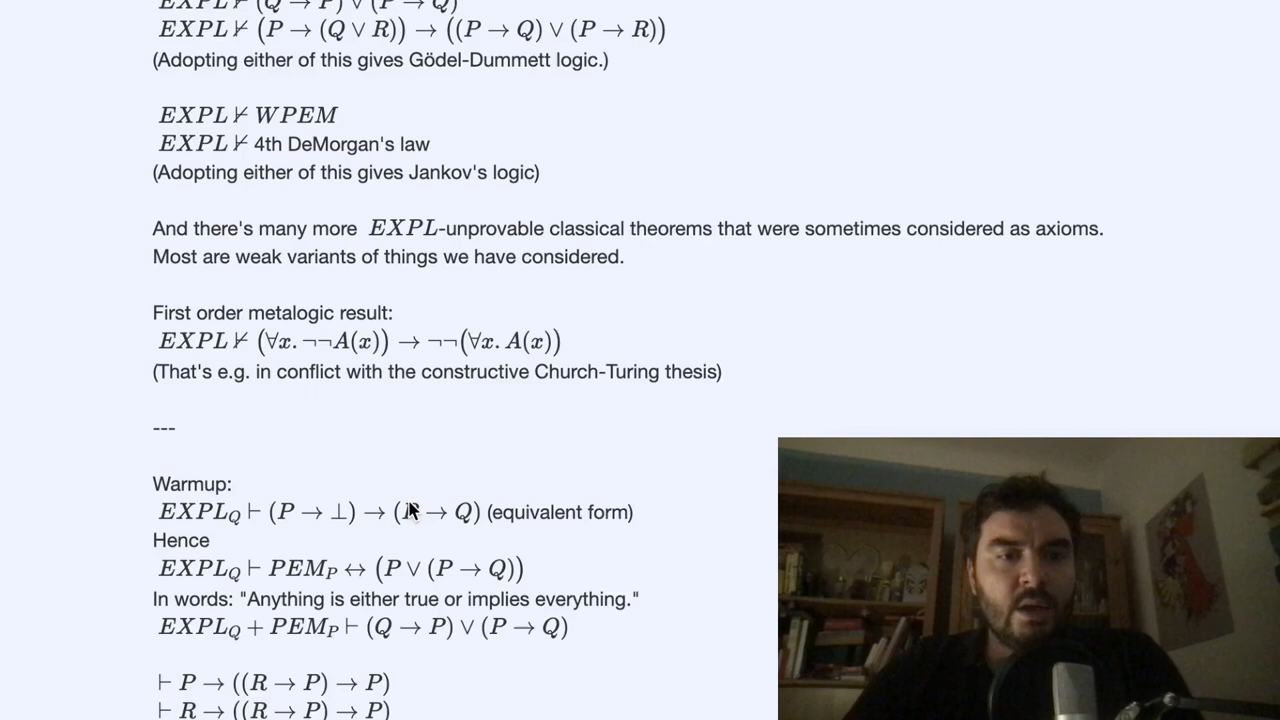 EXPL ⊬ (Q → P) ∨ (P → Q)
EXPL ⊬ (P → (Q ∨ R)) → ((P → Q) ∨ (P → R))
(Adopting either of this gives Gödel-Dummett logic.)
EXPL ⊬ WPEM
EXPL ⊬ 4th DeMorgan's law
(Adopting either of this gives Jankov's logic)
And there's many more EXPL-unprovable classical theorems that were sometimes considered as axioms.
Most are weak variants of things we have considered.
First order metalogic result:
EXPL ⊬ (∀x. ¬¬A(x)) → ¬¬(∀x. A(x))
(That's e.g. in conflict with the constructive Church-Turing thesis)
---
Warmup:
EXPL_Q ⊢ (P → ⊥) → (P → Q) (equivalent form)
Hence
EXPL_Q ⊢ PEM_P ↔ (P ∨ (P → Q))
In words: "Anything is either true or implies everything."
EXPL_Q + PEM_P ⊢ (Q → P) ∨ (P → Q)
⊢ P → ((R → P) → P)
⊢ R → ((R → P) → P)